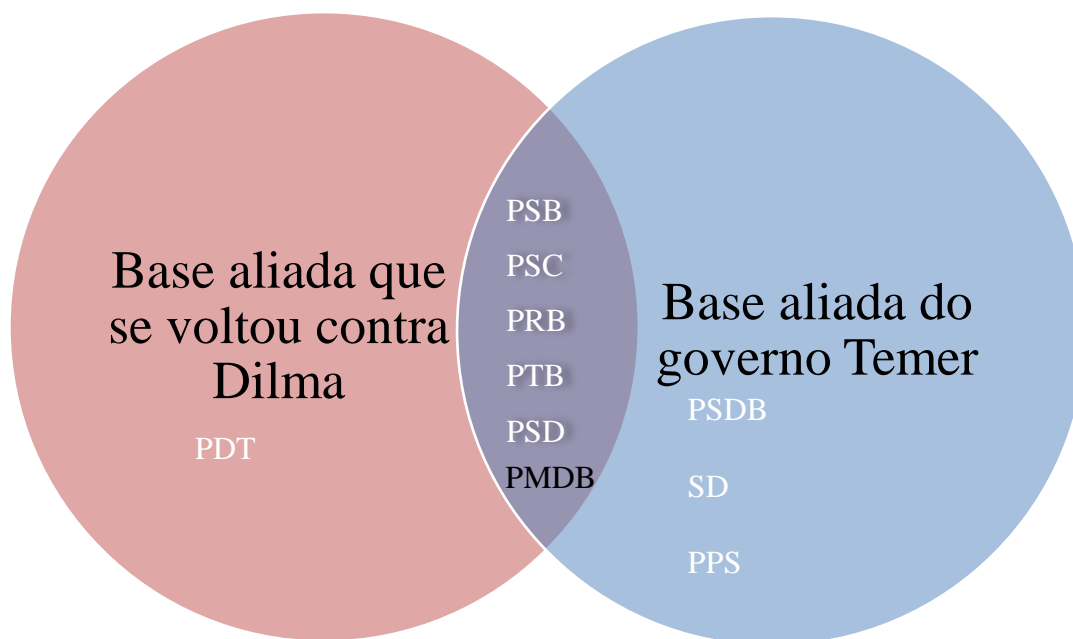 Base aliada que
se voltou contra
Dilma
PDT
PSB
PSC
PRB
PTB
PSD
PMDB
Base aliada do
governo Temer
PSDB
SD
PPS